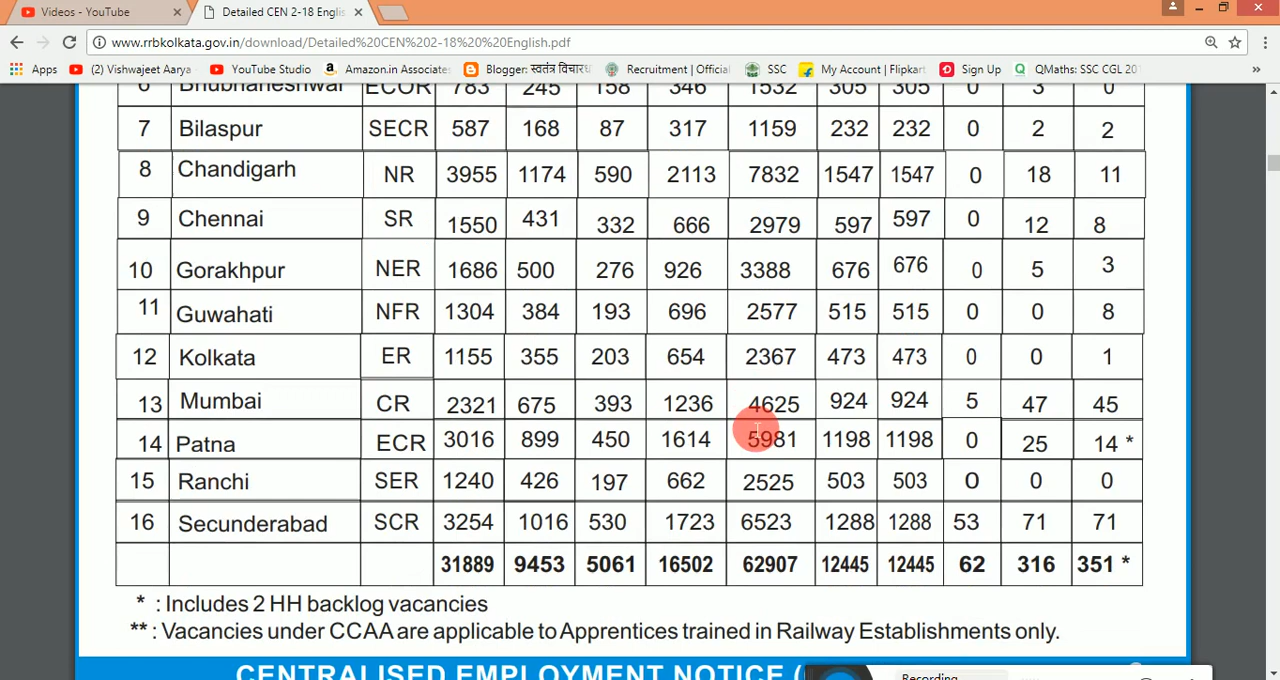 Videos - YouTube
Detailed CEN 2-18 Englis
www.rrbkolkata.gov.in/download/Detailed%20CEN%202-18%20%20English.pdf
Apps (2) Vishwajeet Aarya YouTube Studio Amazon.in Associate Blogger: स्वतंत्र विचार Recruitment | Official SSC My Account | Flipkart Sign Up QMaths: SSC CGL 201 »
6 Bhubaneshwar ECOR 783 245 158 346 1532 305 305 0 3 0
7 Bilaspur SECR 587 168 87 317 1159 232 232 0 2 2
8 Chandigarh NR 3955 1174 590 2113 7832 1547 1547 0 18 11
9 Chennai SR 1550 431 332 666 2979 597 597 0 12 8
10 Gorakhpur NER 1686 500 276 926 3388 676 676 0 5 3
11 Guwahati NFR 1304 384 193 696 2577 515 515 0 0 8
12 Kolkata ER 1155 355 203 654 2367 473 473 0 0 1
13 Mumbai CR 2321 675 393 1236 4625 924 924 5 47 45
14 Patna ECR 3016 899 450 1614 5981 1198 1198 0 25 14 *
15 Ranchi SER 1240 426 197 662 2525 503 503 0 0 0
16 Secunderabad SCR 3254 1016 530 1723 6523 1288 1288 53 71 71
31889 9453 5061 16502 62907 12445 12445 62 316 351 *
* : Includes 2 HH backlog vacancies
** : Vacancies under CCAA are applicable to Apprentices trained in Railway Establishments only.
CENTRALISED EMPLOYMENT NOTICE (
Recording